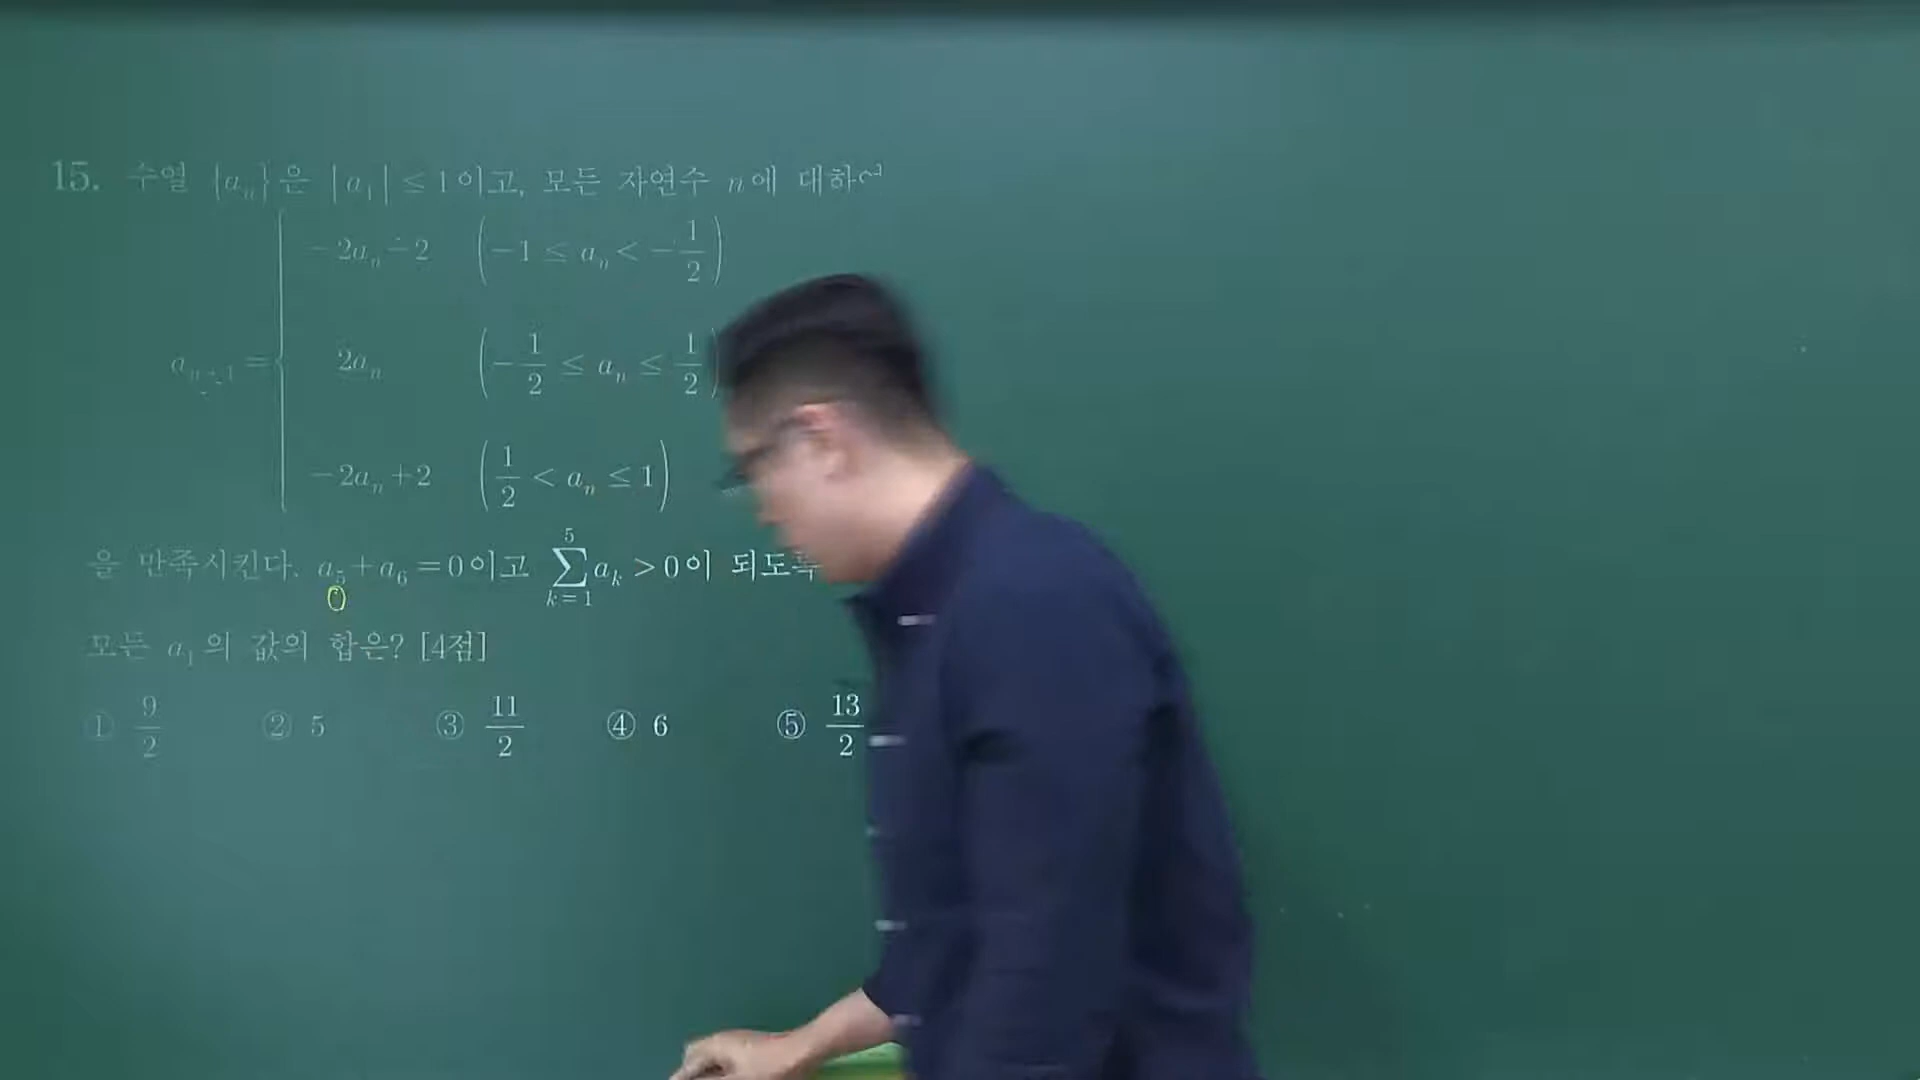 15. 수열 {aₙ}은 |a₁| ≤ 1이고, 모든 자연수 n에 대하여
aₙ₊₁ =
-2aₙ-2 (-1 ≤ aₙ < -1/2)
2aₙ (-1/2 ≤ aₙ ≤ 1/2)
-2aₙ+2 (1/2 < aₙ ≤ 1)
을 만족시킨다. a₅+a₆=0이고 ∑ₖ₌₁⁵ aₖ > 0이 되도록
0
모든 a₁의 값의 합은? [4점]
① 9/2 ② 5 ③ 11/2 ④ 6 ⑤ 13/2